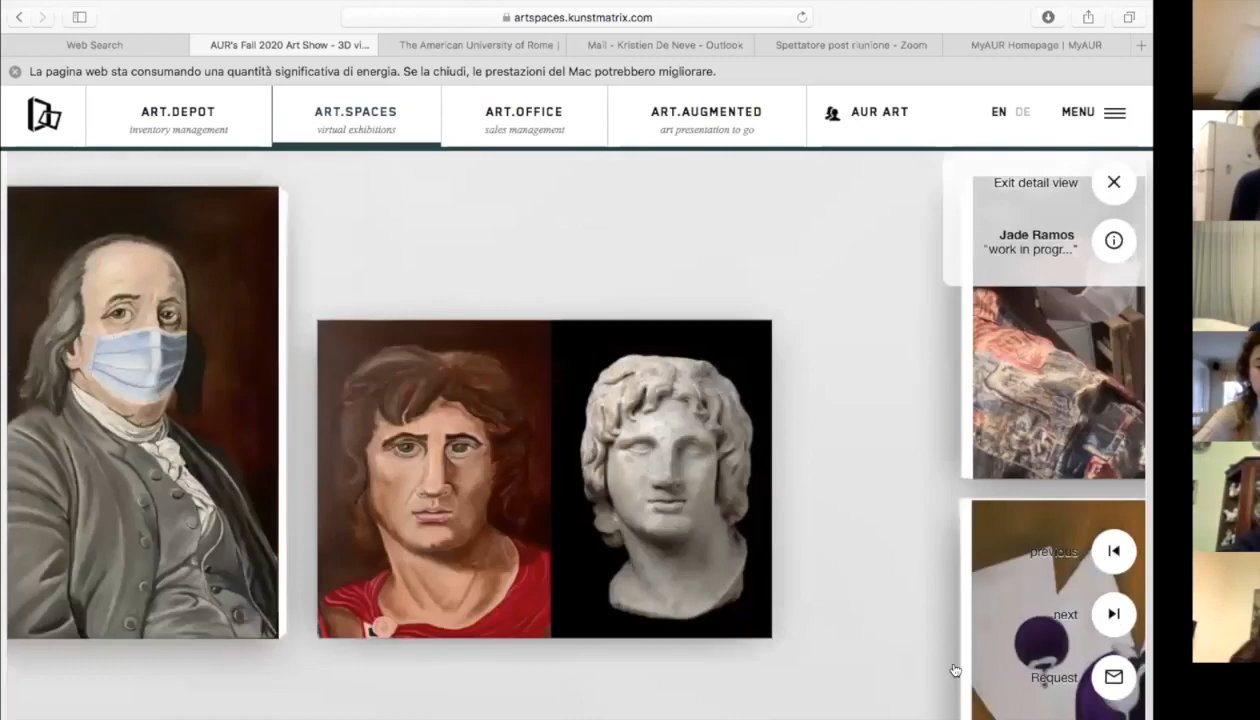 artspaces.kunstmatrix.com
Web Search
AUR's Fall 2020 Art Show - 3D vi...
The American University of Rome |
Mail - Kristien De Neve - Outlook
Spettatore post riunione - Zoom
MyAUR Homepage | MyAUR
La pagina web sta consumando una quantità significativa di energia. Se la chiudi, le prestazioni del Mac potrebbero migliorare.
ART.DEPOT
inventory management
ART.SPACES
virtual exhibitions
ART.OFFICE
sales management
ART.AUGMENTED
art presentation to go
AUR ART
EN DE
MENU
Exit detail view
Jade Ramos
"work in progr..."
previous
next
Request